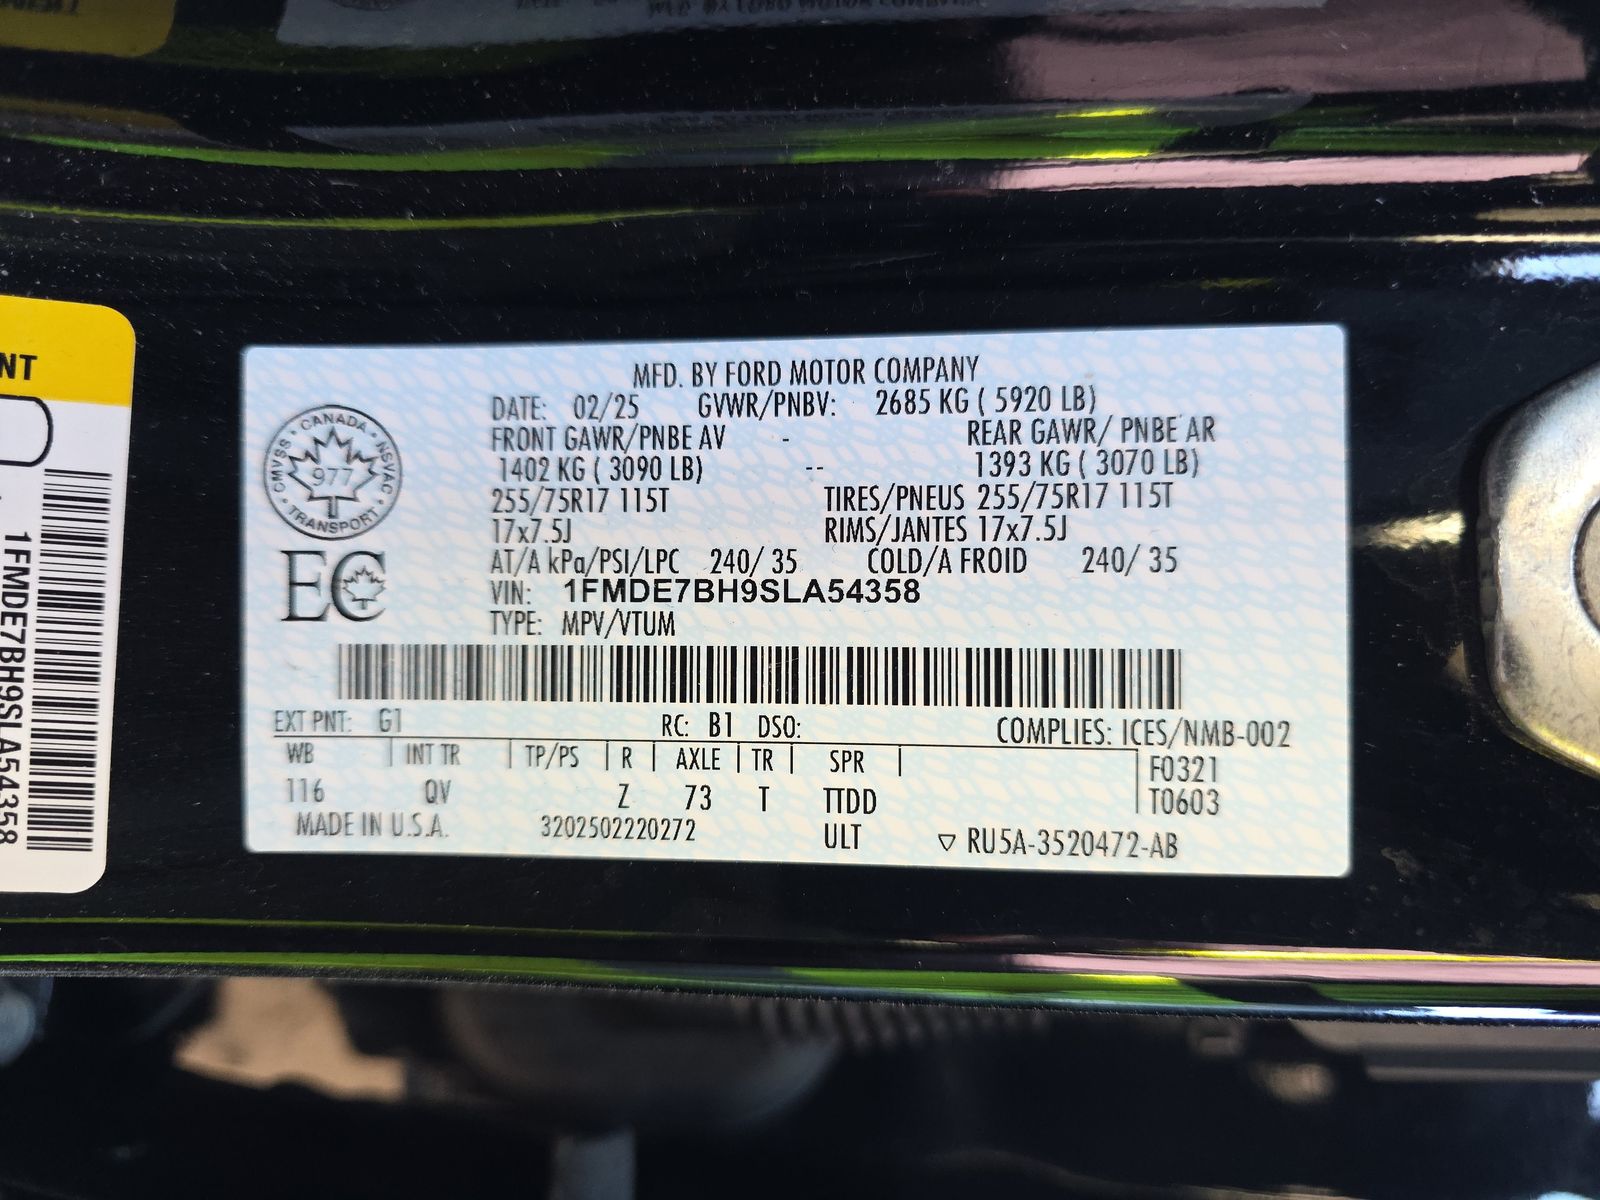 MFD. BY FORD MOTOR COMPANY
DATE: 02/25 GVWR/PNBV: 2685 KG ( 5920 LB)
FRONT GAWR/PNBE AV - REAR GAWR/ PNBE AR
1402 KG ( 3090 LB) -- 1393 KG ( 3070 LB)
255/75R17 115T TIRES/PNEUS 255/75R17 115T
17x7.5J RIMS/JANTES 17x7.5J
AT/A kPa/PSI/LPC 240/ 35 COLD/A FROID 240/ 35
VIN: 1FMDE7BH9SLA54358
TYPE: MPV/VTUM
CANADA
CMVSS
NSVAC
977
TRANSPORT
EC
EXT PNT: G1 RC: B1 DSO: COMPLIES: ICES/NMB-002
WB | INT TR | TP/PS | R | AXLE | TR | SPR | F0321
116 QV Z 73 T TTDD T0603
MADE IN U.S.A. 3202502220272 ULT ▽ RU5A-3520472-AB
NT
1FMDE7BH9SLA54358